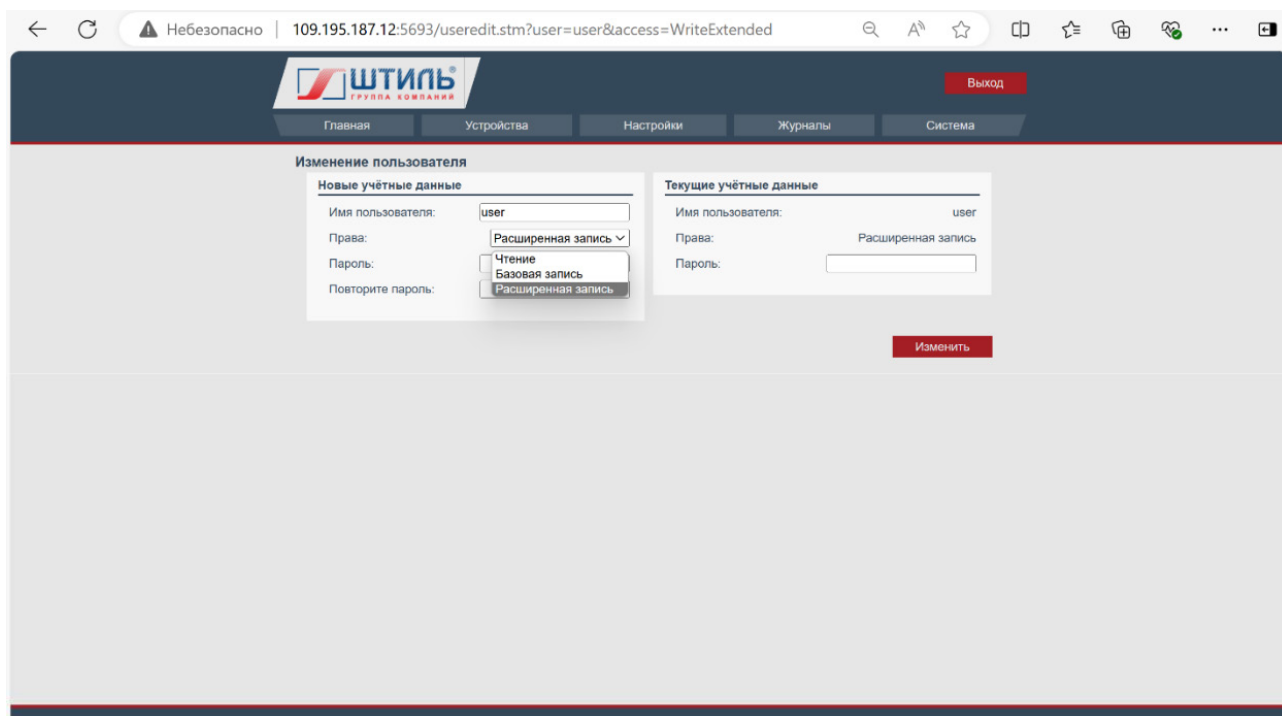 Небезопасно 109.195.187.12:5693/useredit.stm?user=user&access=WriteExtended
ШТИЛЬ®
ГРУППА КОМПАНИЙ
Выход
Главная Устройства Настройки Журналы Система
Изменение пользователя
Новые учётные данные
Имя пользователя: user
Права: Расширенная запись
Чтение
Базовая запись
Расширенная запись
Пароль:
Повторите пароль:
Текущие учётные данные
Имя пользователя: user
Права: Расширенная запись
Пароль:
Изменить